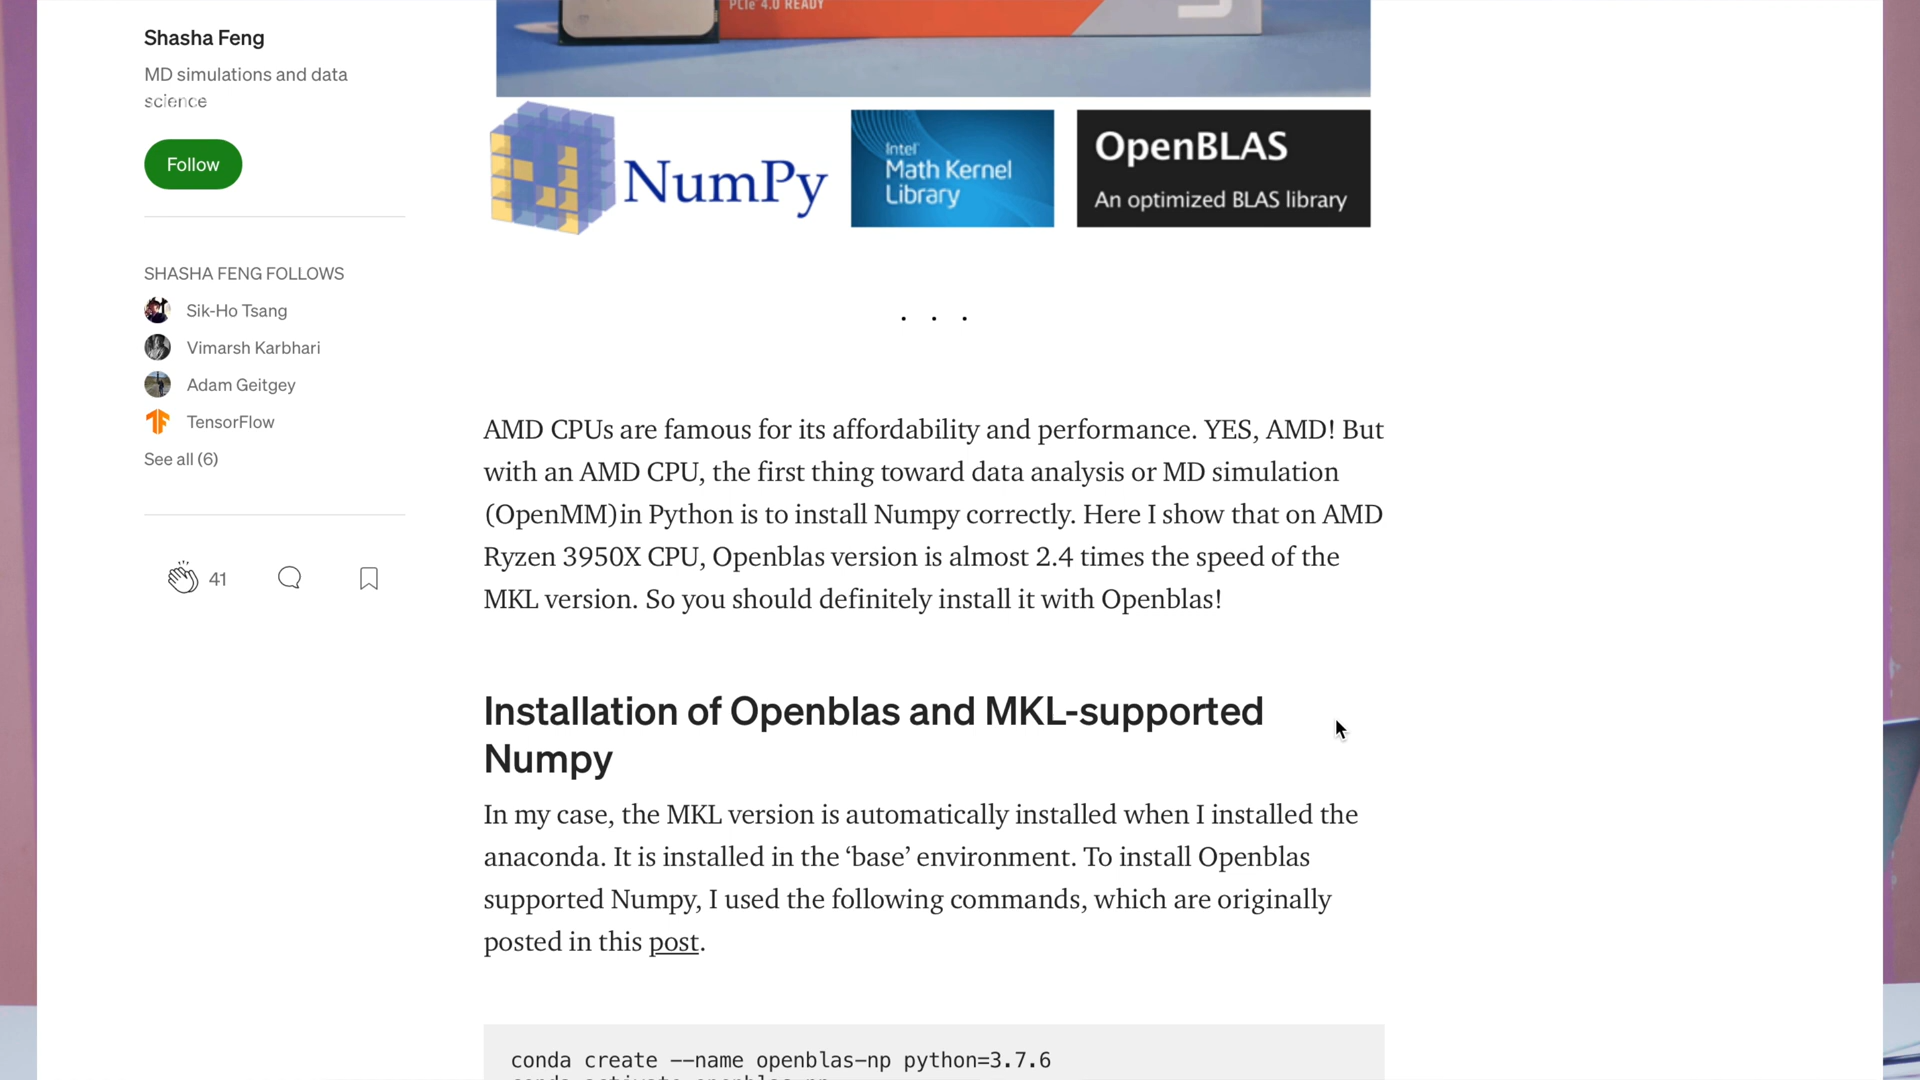 Shasha Feng
MD simulations and data
science
Follow
SHASHA FENG FOLLOWS
Sik-Ho Tsang
Vimarsh Karbhari
Adam Geitgey
TensorFlow
See all (6)
41
PCIe 4.0 READY
NumPy
Intel
Math Kernel
Library
OpenBLAS
An optimized BLAS library
. . .
AMD CPUs are famous for its affordability and performance. YES, AMD! But
with an AMD CPU, the first thing toward data analysis or MD simulation
(OpenMM)in Python is to install Numpy correctly. Here I show that on AMD
Ryzen 3950X CPU, Openblas version is almost 2.4 times the speed of the
MKL version. So you should definitely install it with Openblas!
Installation of Openblas and MKL-supported
Numpy
In my case, the MKL version is automatically installed when I installed the
anaconda. It is installed in the ‘base’ environment. To install Openblas
supported Numpy, I used the following commands, which are originally
posted in this post.
conda create --name openblas-np python=3.7.6